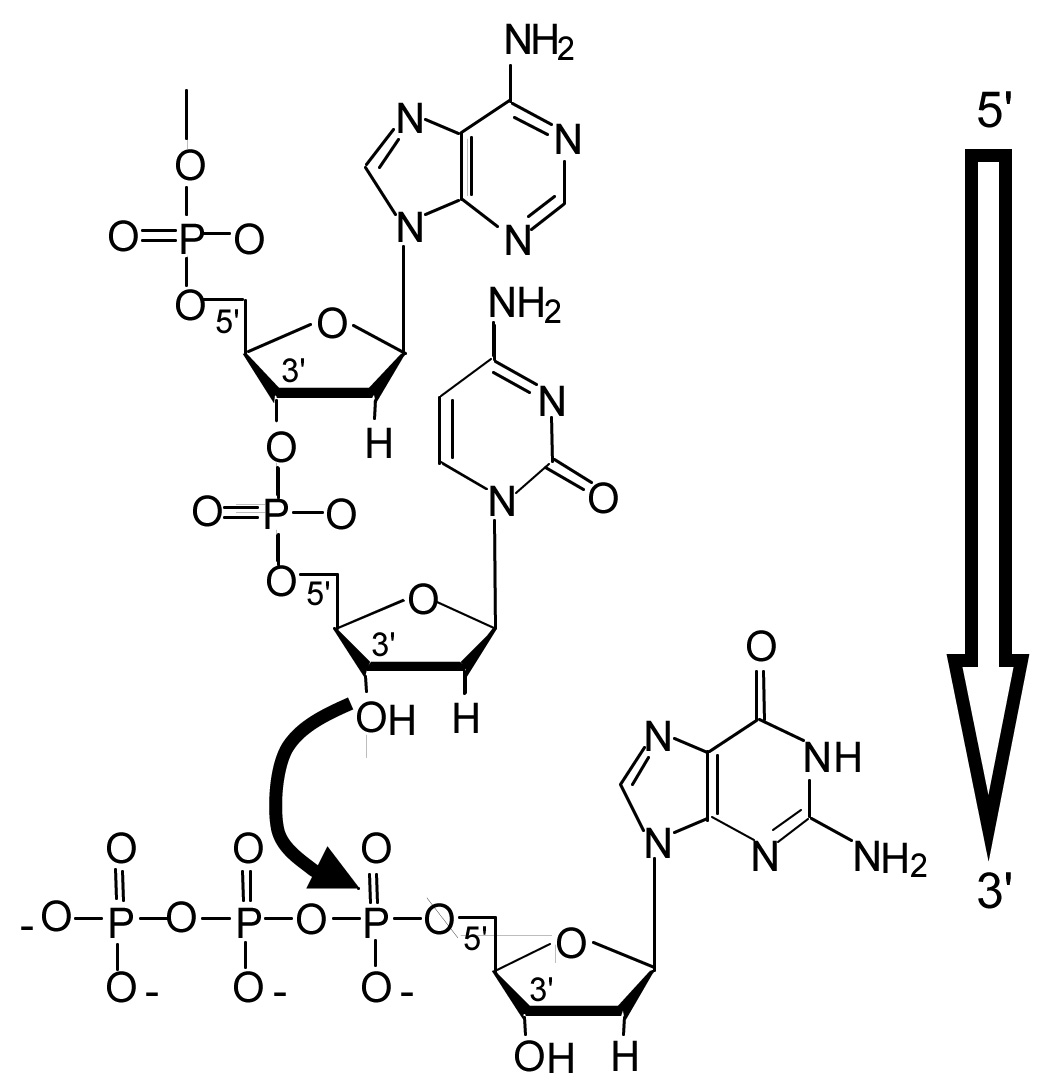 NH2
5'
N
N
O
O=P-O
N
N
O
5'
O
3'
NH2
N
H
O
O=P-O
N
O
O
5'
O
3'
O
OH
H
N
NH
N
N
NH2
O
O
O
3'
-O-P-O-P-O-P-O
5'
O
O-
O-
O-
3'
OH
H